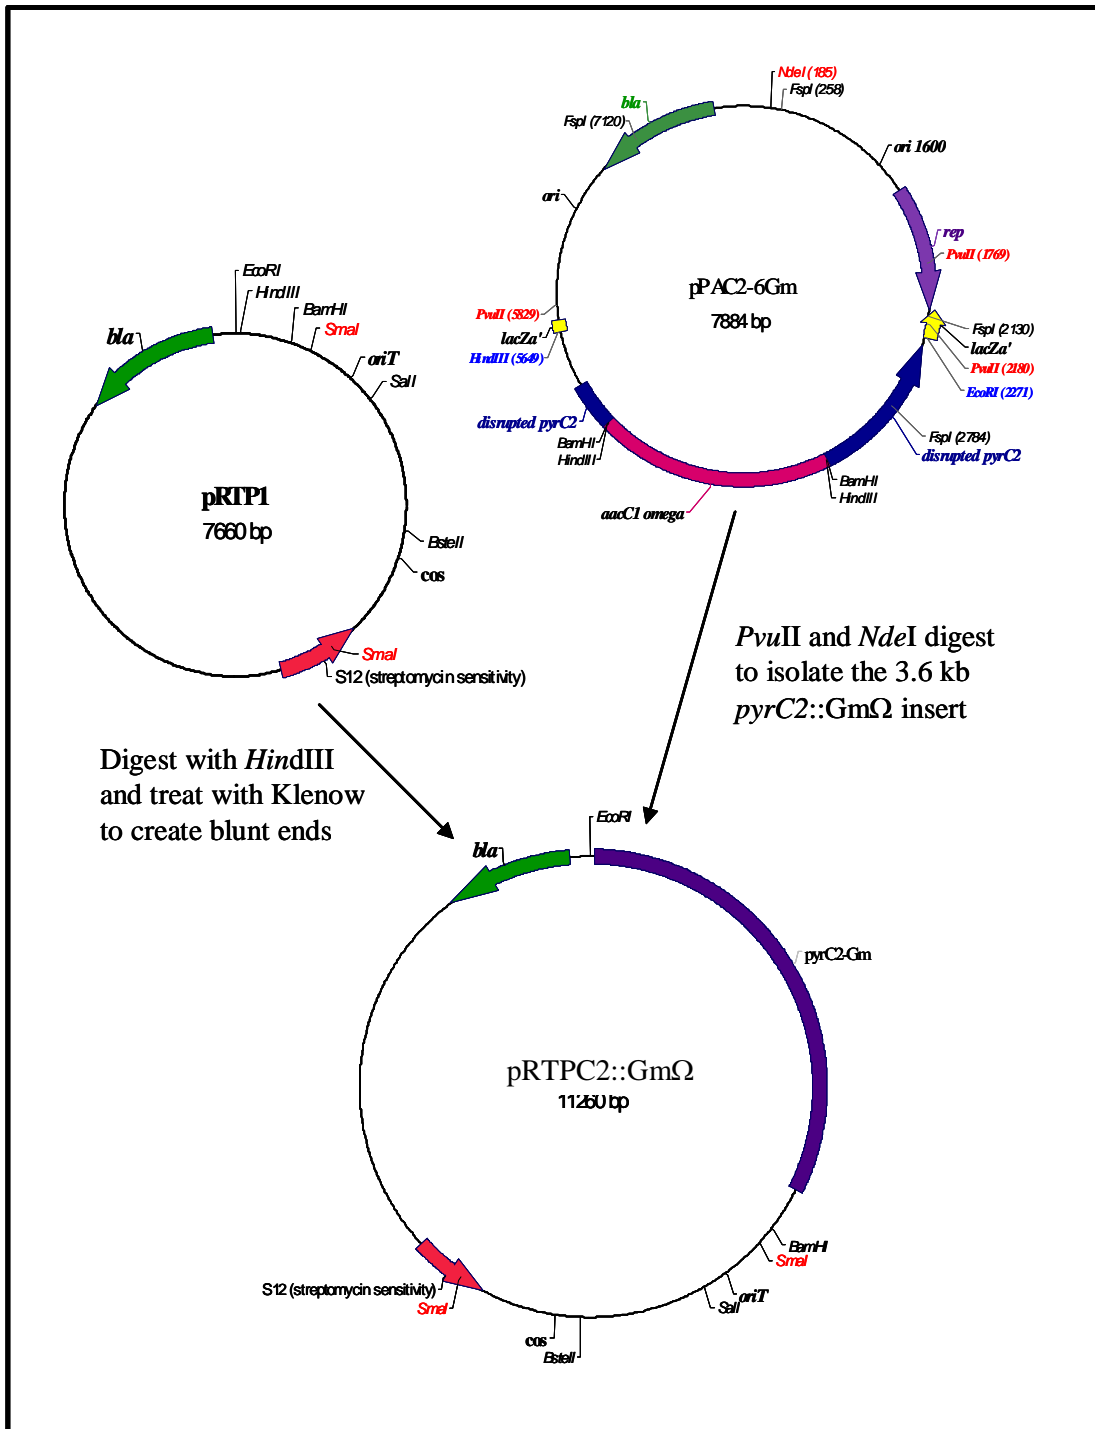 NdeI (185)
FspI (258)
bla
FspI (7120)
ori 1600
ori
rep
PvuII (1769)
pPAC2-6Gm
7884 bp
PvuII (5829)
lacZa'
HindIII (5649)
FspI (2130)
lacZa'
PvuII (2180)
EcoRI (2271)
disrupted pyrC2
BamHI
HindIII
FspI (2784)
disrupted pyrC2
BamHI
HindIII
aacC1 omega
EcoRI
HindIII
BamHI
SmaI
bla
oriT
SalI
pRTP1
7660 bp
BsteII
cos
SmaI
S12 (streptomycin sensitivity)
PvuII and NdeI digest
to isolate the 3.6 kb
pyrC2::GmΩ insert
Digest with HindIII
and treat with Klenow
to create blunt ends
EcoRI
bla
pyrC2-Gm
pRTPC2::GmΩ
11260 bp
BamHI
SmaI
oriT
SalI
S12 (streptomycin sensitivity)
SmaI
cos
BsteII